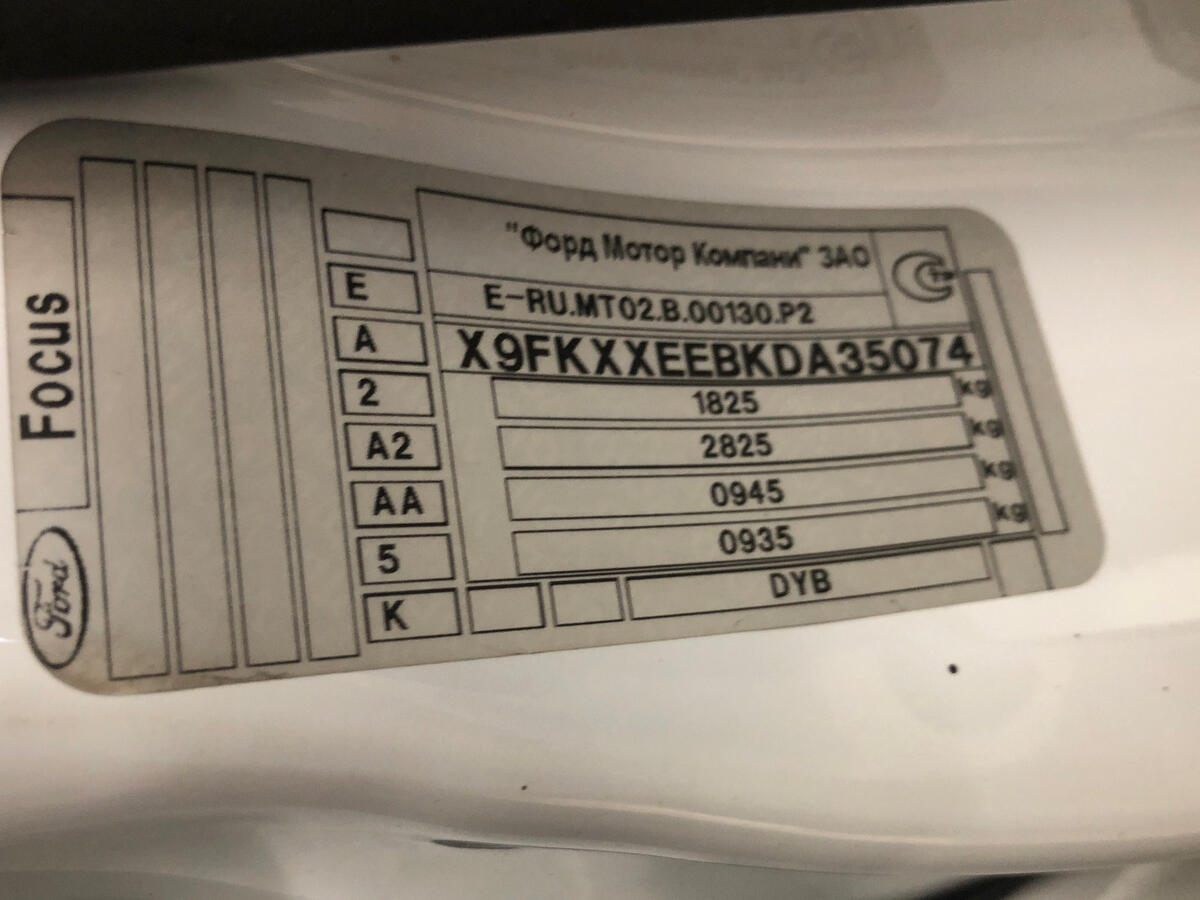 "Форд Мотор Компани" ЗАО
E-RU.MT02.B.00130.P2
X9FKXXEEBKDA35074
1825 kg
2825 kg
0945 kg
0935 kg
DYB
E
A
2
A2
AA
5
K
Focus
Ford